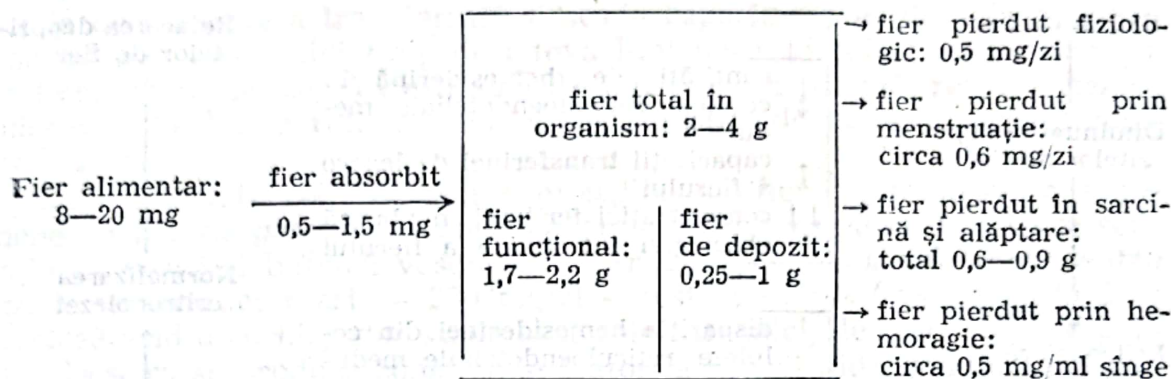 Fier alimentar:
8—20 mg
fier absorbit
0,5—1,5 mg
fier total în
organism: 2—4 g
fier
funcțional:
1,7—2,2 g
fier
de depozit:
0,25—1 g
→ fier pierdut fiziolo-
gic: 0,5 mg/zi
→ fier pierdut prin
menstruație:
circa 0,6 mg/zi
→ fier pierdut în sarci-
nă și alăptare:
total 0,6—0,9 g
→ fier pierdut prin he-
moragie:
circa 0,5 mg/ml sînge